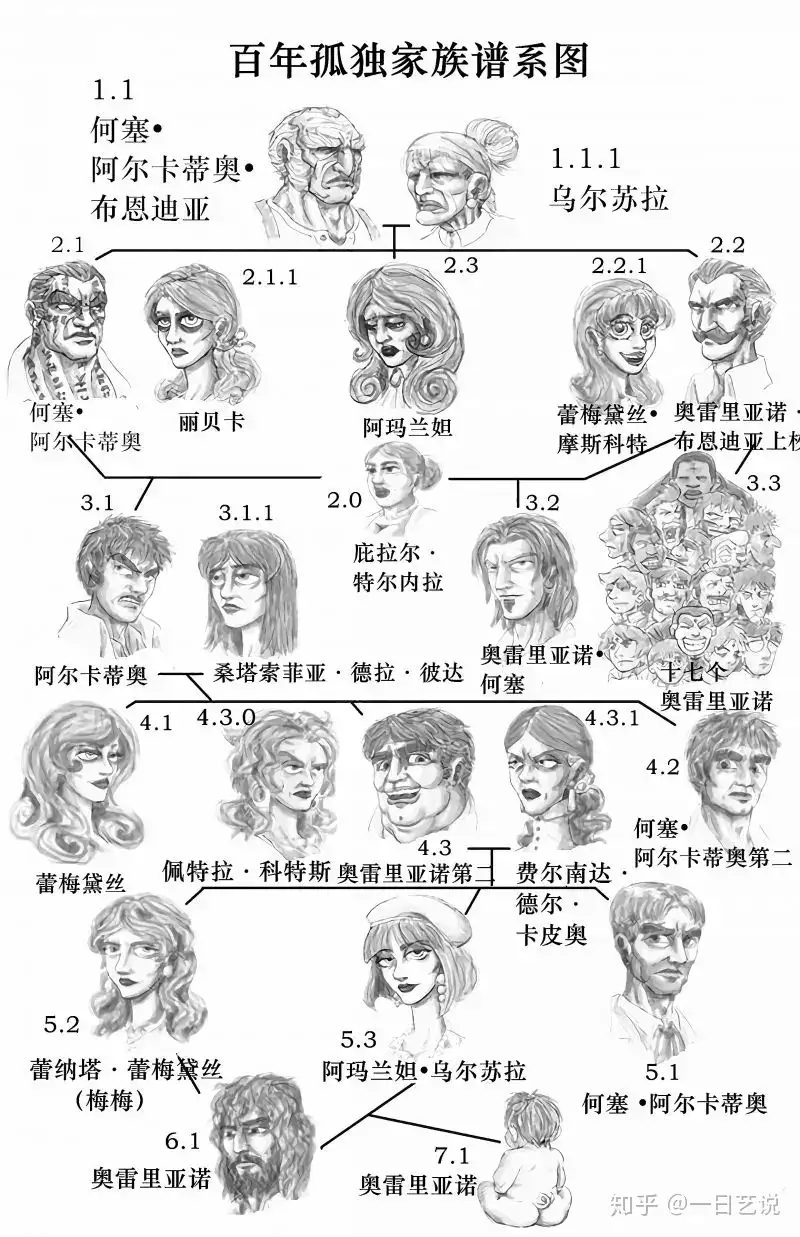 百年孤独家族谱系图
1.1
何塞•
阿尔卡蒂奥•
布恩迪亚
1.1.1
乌尔苏拉
2.1
2.1.1
2.3
2.2.1
2.2
何塞•
阿尔卡蒂奥
丽贝卡
阿玛兰妲
蕾梅黛丝•
摩斯科特
奥雷里亚诺·
布恩迪亚上校
3.1
3.1.1
2.0
3.2
3.3
庇拉尔·
特尔内拉
阿尔卡蒂奥
桑塔索菲亚·德拉·彼达
奥雷里亚诺•
何塞
十七个
奥雷里亚诺
4.1
4.3.0
4.3.1
4.2
何塞•
阿尔卡蒂奥第二
4.3
蕾梅黛丝
佩特拉·科特斯
奥雷里亚诺第二
费尔南达·
德尔·
卡皮奥
5.2
5.3
5.1
蕾纳塔·蕾梅黛丝
（梅梅）
阿玛兰妲•乌尔苏拉
何塞•阿尔卡蒂奥
6.1
奥雷里亚诺
7.1
奥雷里亚诺
知乎 @一日艺说